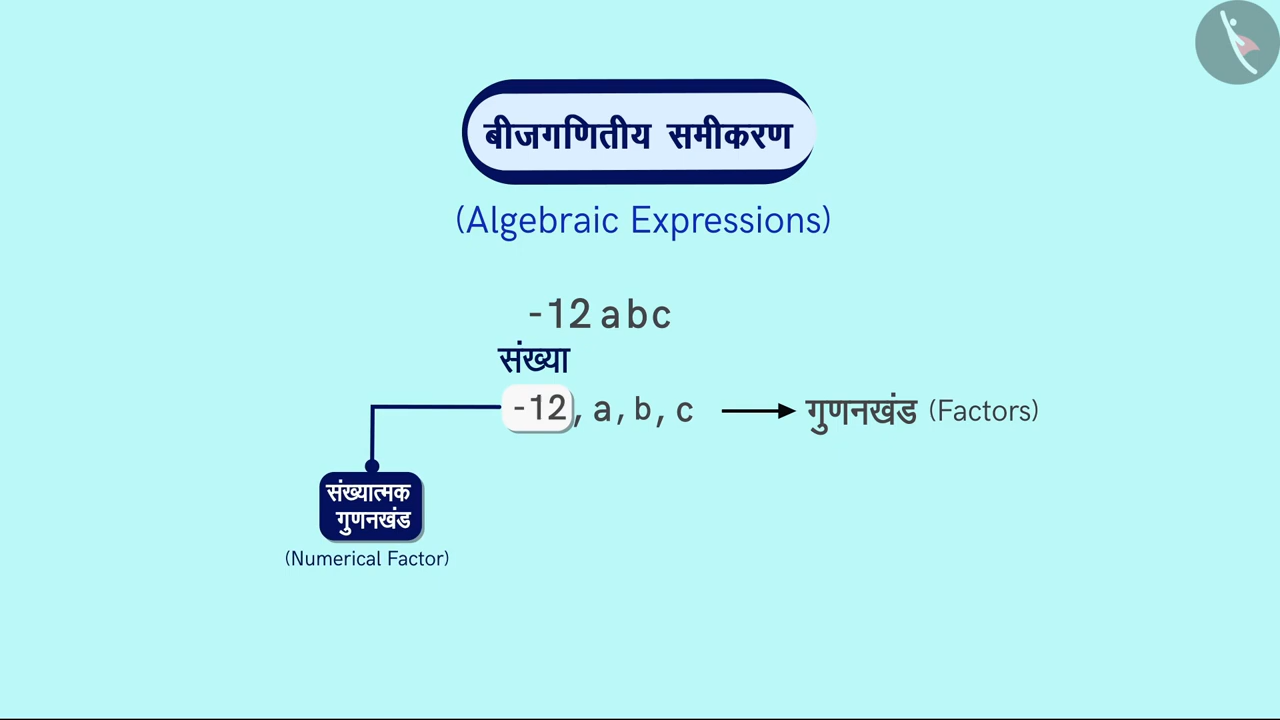 बीजगणितीय समीकरण
(Algebraic Expressions)
-12 abc
संख्या
-12, a, b, c → गुणनखंड (Factors)
संख्यात्मक
गुणनखंड
(Numerical Factor)